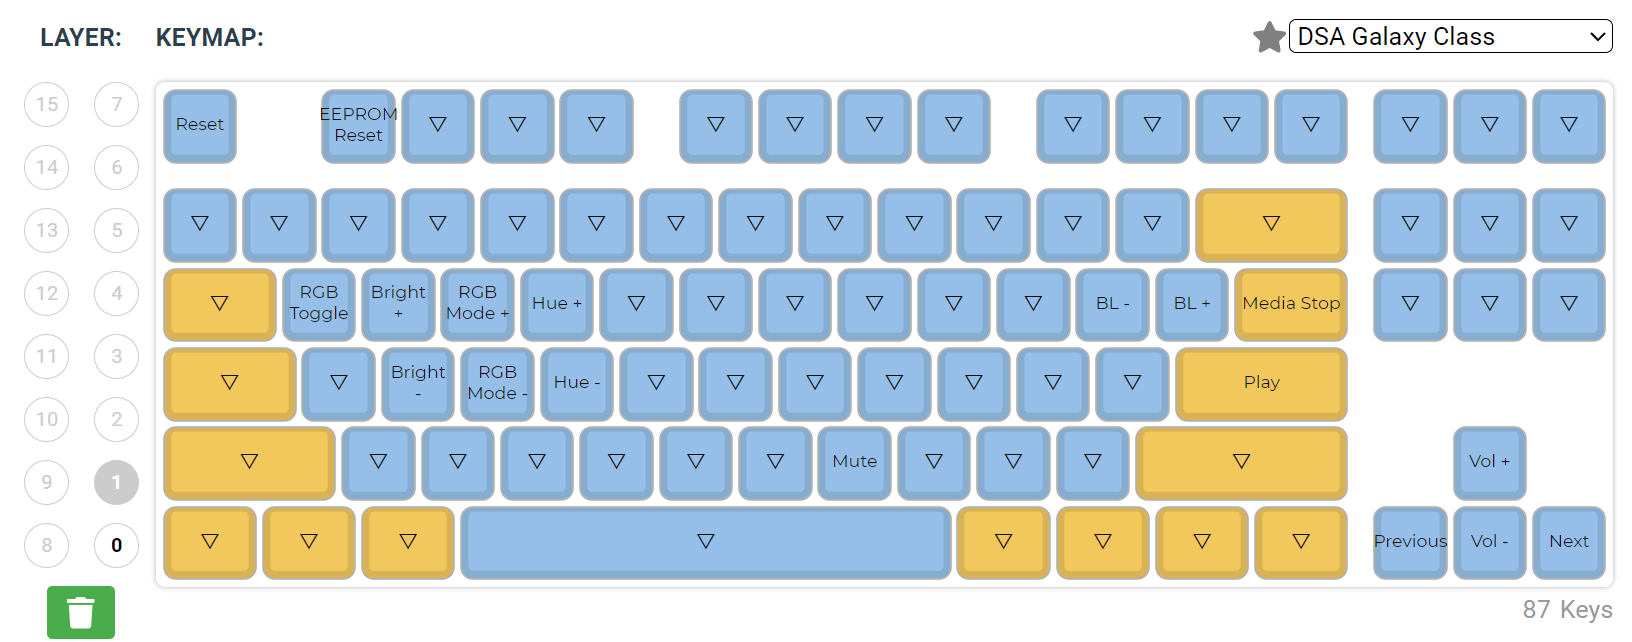 LAYER: KEYMAP: DSA Galaxy Class
15 7
Reset EEPROM Reset ▽ ▽ ▽ ▽ ▽ ▽ ▽ ▽ ▽ ▽ ▽ ▽ ▽ ▽
14 6
13 5
▽ ▽ ▽ ▽ ▽ ▽ ▽ ▽ ▽ ▽ ▽ ▽ ▽ ▽ ▽ ▽ ▽
12 4
▽ RGB Toggle Bright + RGB Mode + Hue + ▽ ▽ ▽ ▽ ▽ ▽ BL - BL + Media Stop ▽ ▽ ▽
11 3
▽ ▽ Bright - RGB Mode - Hue - ▽ ▽ ▽ ▽ ▽ ▽ ▽ Play
10 2
9 1
▽ ▽ ▽ ▽ ▽ ▽ ▽ Mute ▽ ▽ ▽ ▽ Vol +
8 0
▽ ▽ ▽ ▽ ▽ ▽ ▽ ▽ Previous Vol - Next
87 Keys